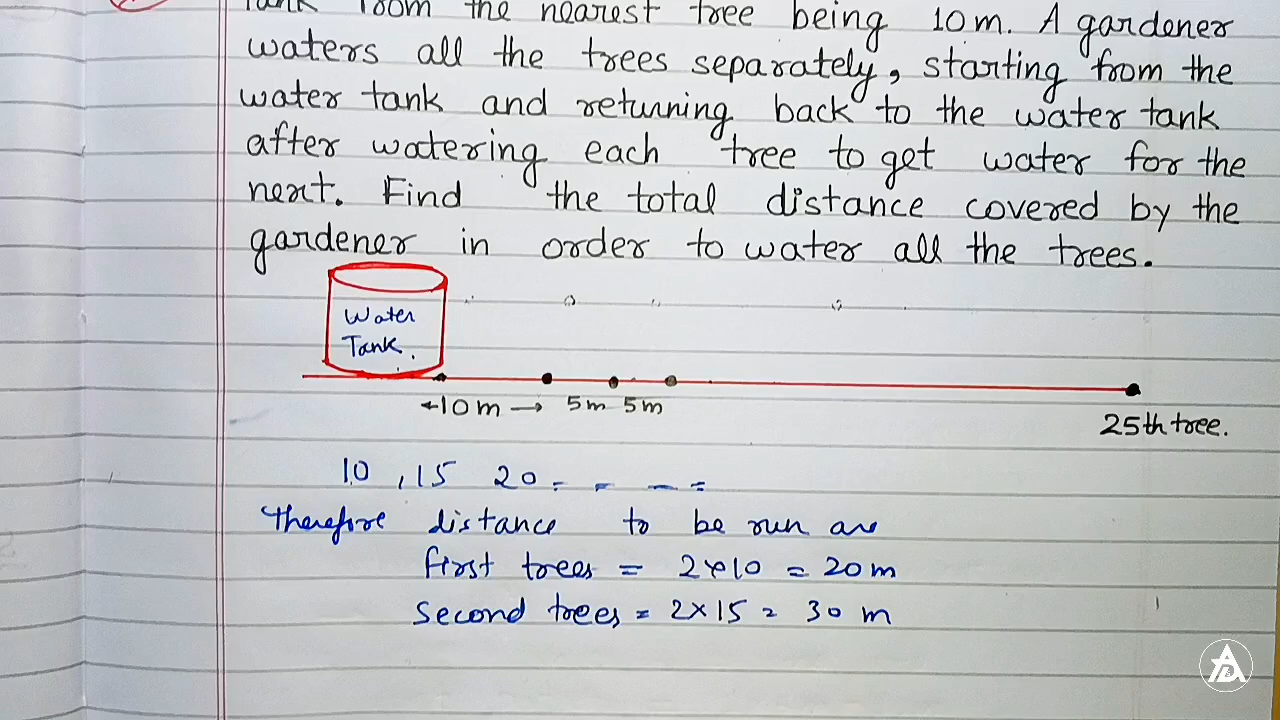 tank from the nearest tree being 10m. A gardener
waters all the trees separately, starting from the
water tank and returning back to the water tank
after watering each tree to get water for the
next. Find the total distance covered by the
gardener in order to water all the trees.
Water
Tank.
←10m→ 5m 5m
25th tree.
10, 15 20 - - - =
Therefore distance to be run are
first trees = 2×10 = 20m
Second trees = 2×15 = 30 m